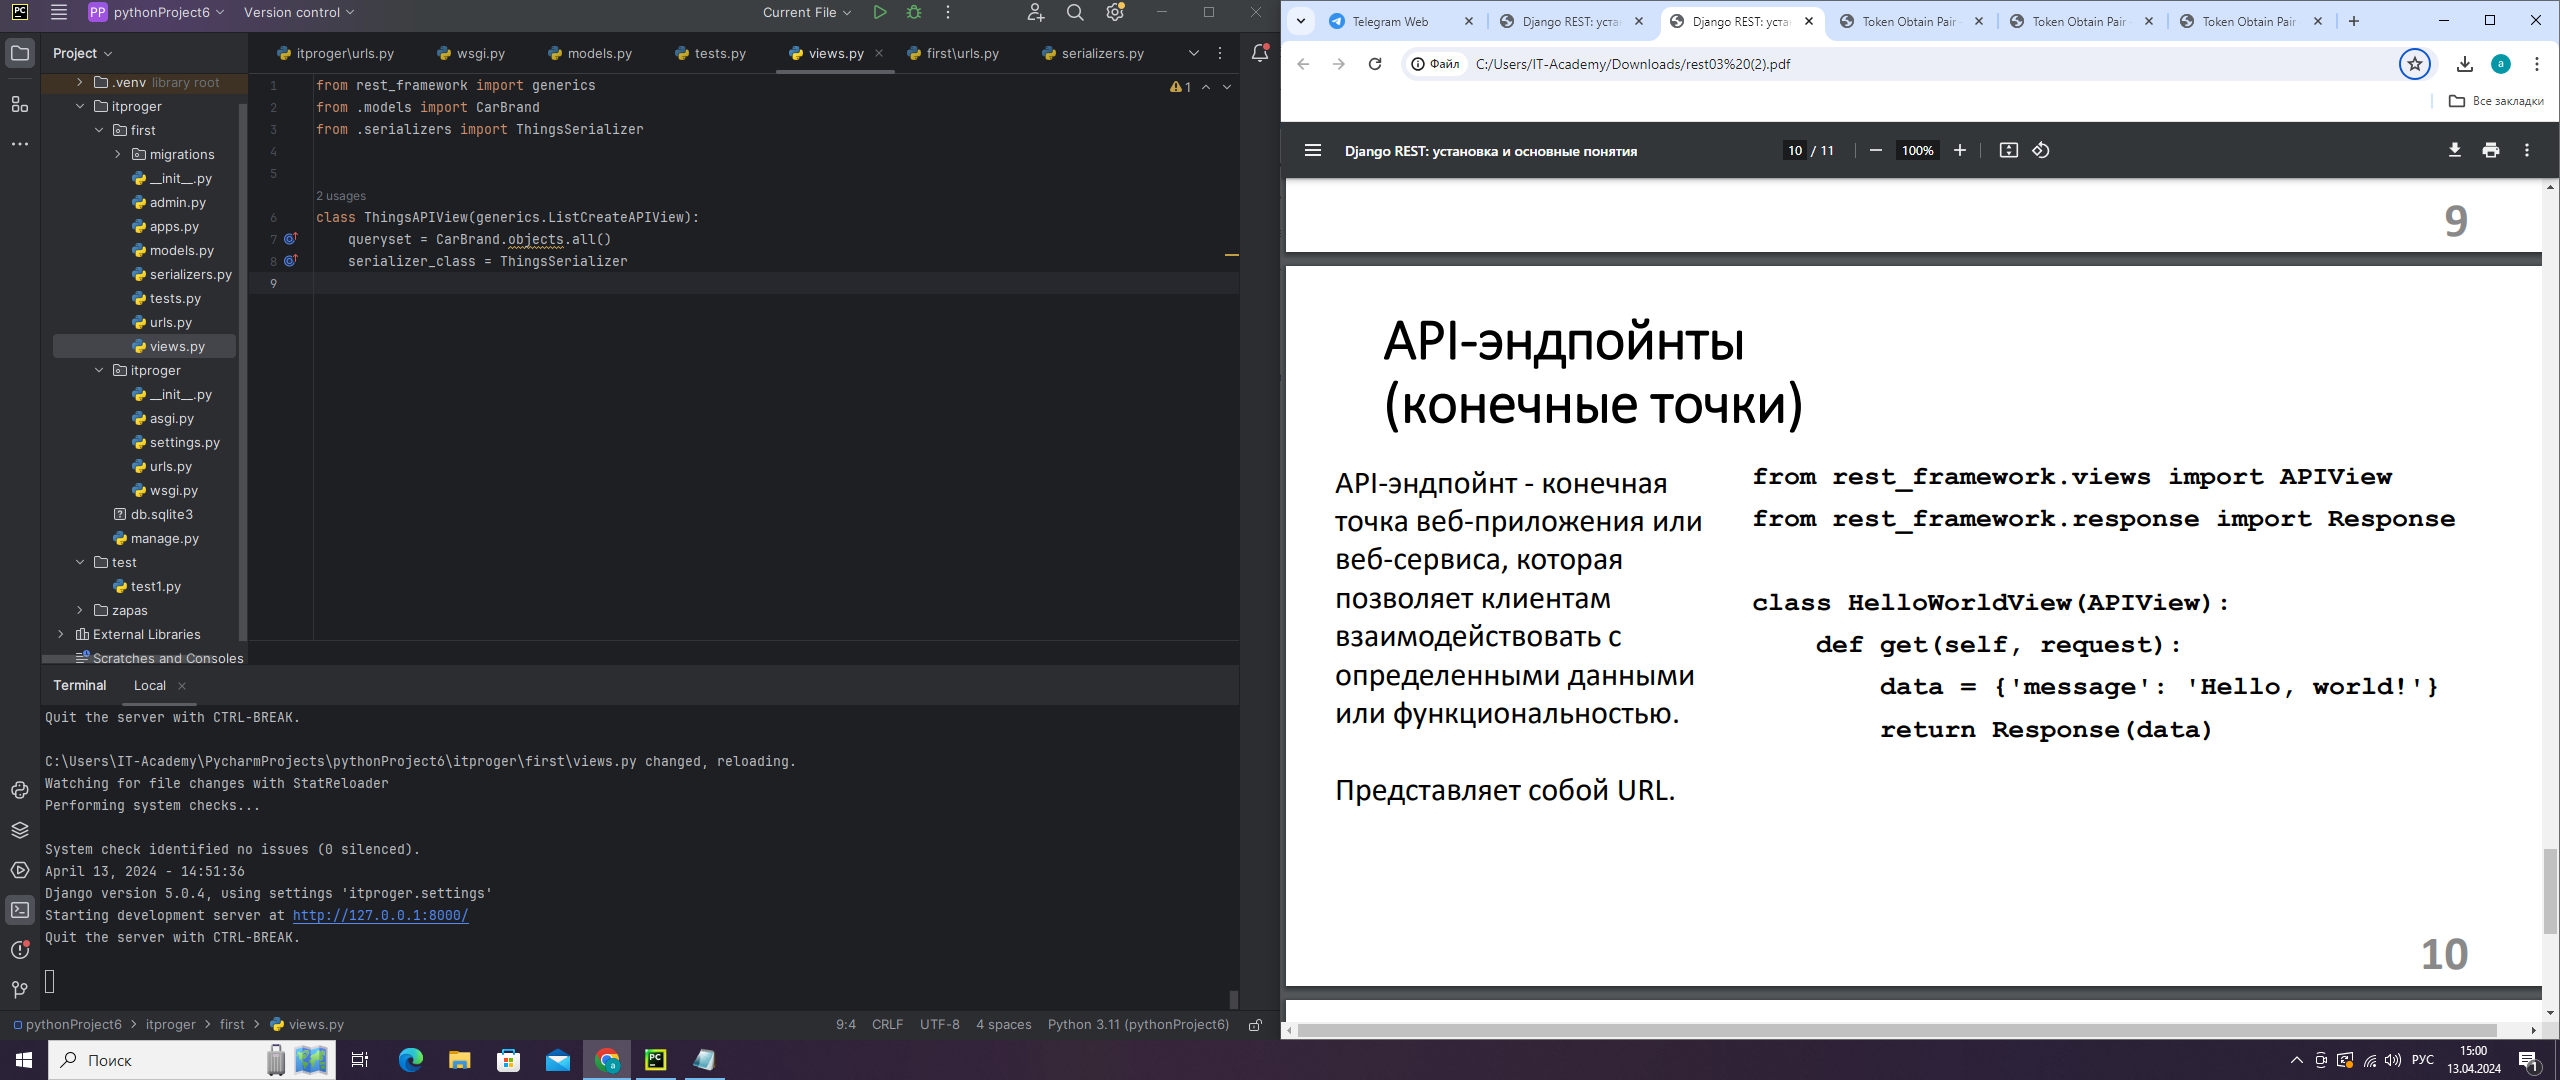 PC
PP
pythonProject6
Version control
Current File
Project
itproger\urls.py
wsgi.py
models.py
tests.py
views.py
first\urls.py
serializers.py
.venv library root
itproger
first
migrations
__init__.py
admin.py
apps.py
models.py
serializers.py
tests.py
urls.py
views.py
itproger
__init__.py
asgi.py
settings.py
urls.py
wsgi.py
db.sqlite3
manage.py
test
test1.py
zapas
External Libraries
Scratches and Consoles
1 from rest_framework import generics
2 from .models import CarBrand
3 from .serializers import ThingsSerializer
4
5
2 usages
6 class ThingsAPIView(generics.ListCreateAPIView):
7 queryset = CarBrand.objects.all()
8 serializer_class = ThingsSerializer
9
1
Terminal
Local
Quit the server with CTRL-BREAK.
C:\Users\IT-Academy\PycharmProjects\pythonProject6\itproger\first\views.py changed, reloading.
Watching for file changes with StatReloader
Performing system checks...
System check identified no issues (0 silenced).
April 13, 2024 - 14:51:36
Django version 5.0.4, using settings 'itproger.settings'
Starting development server at http://127.0.0.1:8000/
Quit the server with CTRL-BREAK.
pythonProject6 > itproger > first > views.py
9:4
CRLF
UTF-8
4 spaces
Python 3.11 (pythonProject6)
Telegram Web
Django REST: уста
Django REST: уста
Token Obtain Pair
Token Obtain Pair
Token Obtain Pair
Файл
C:/Users/IT-Academy/Downloads/rest03%20(2).pdf
a
Все закладки
Django REST: установка и основные понятия
10 / 11
100%
9
API-эндпойнты
(конечные точки)
API-эндпойнт - конечная
точка веб-приложения или
веб-сервиса, которая
позволяет клиентам
взаимодействовать с
определенными данными
или функциональностью.
Представляет собой URL.
from rest_framework.views import APIView
from rest_framework.response import Response
class HelloWorldView(APIView):
def get(self, request):
data = {'message': 'Hello, world!'}
return Response(data)
10
Поиск
a
PC
РУС
15:00
13.04.2024
1